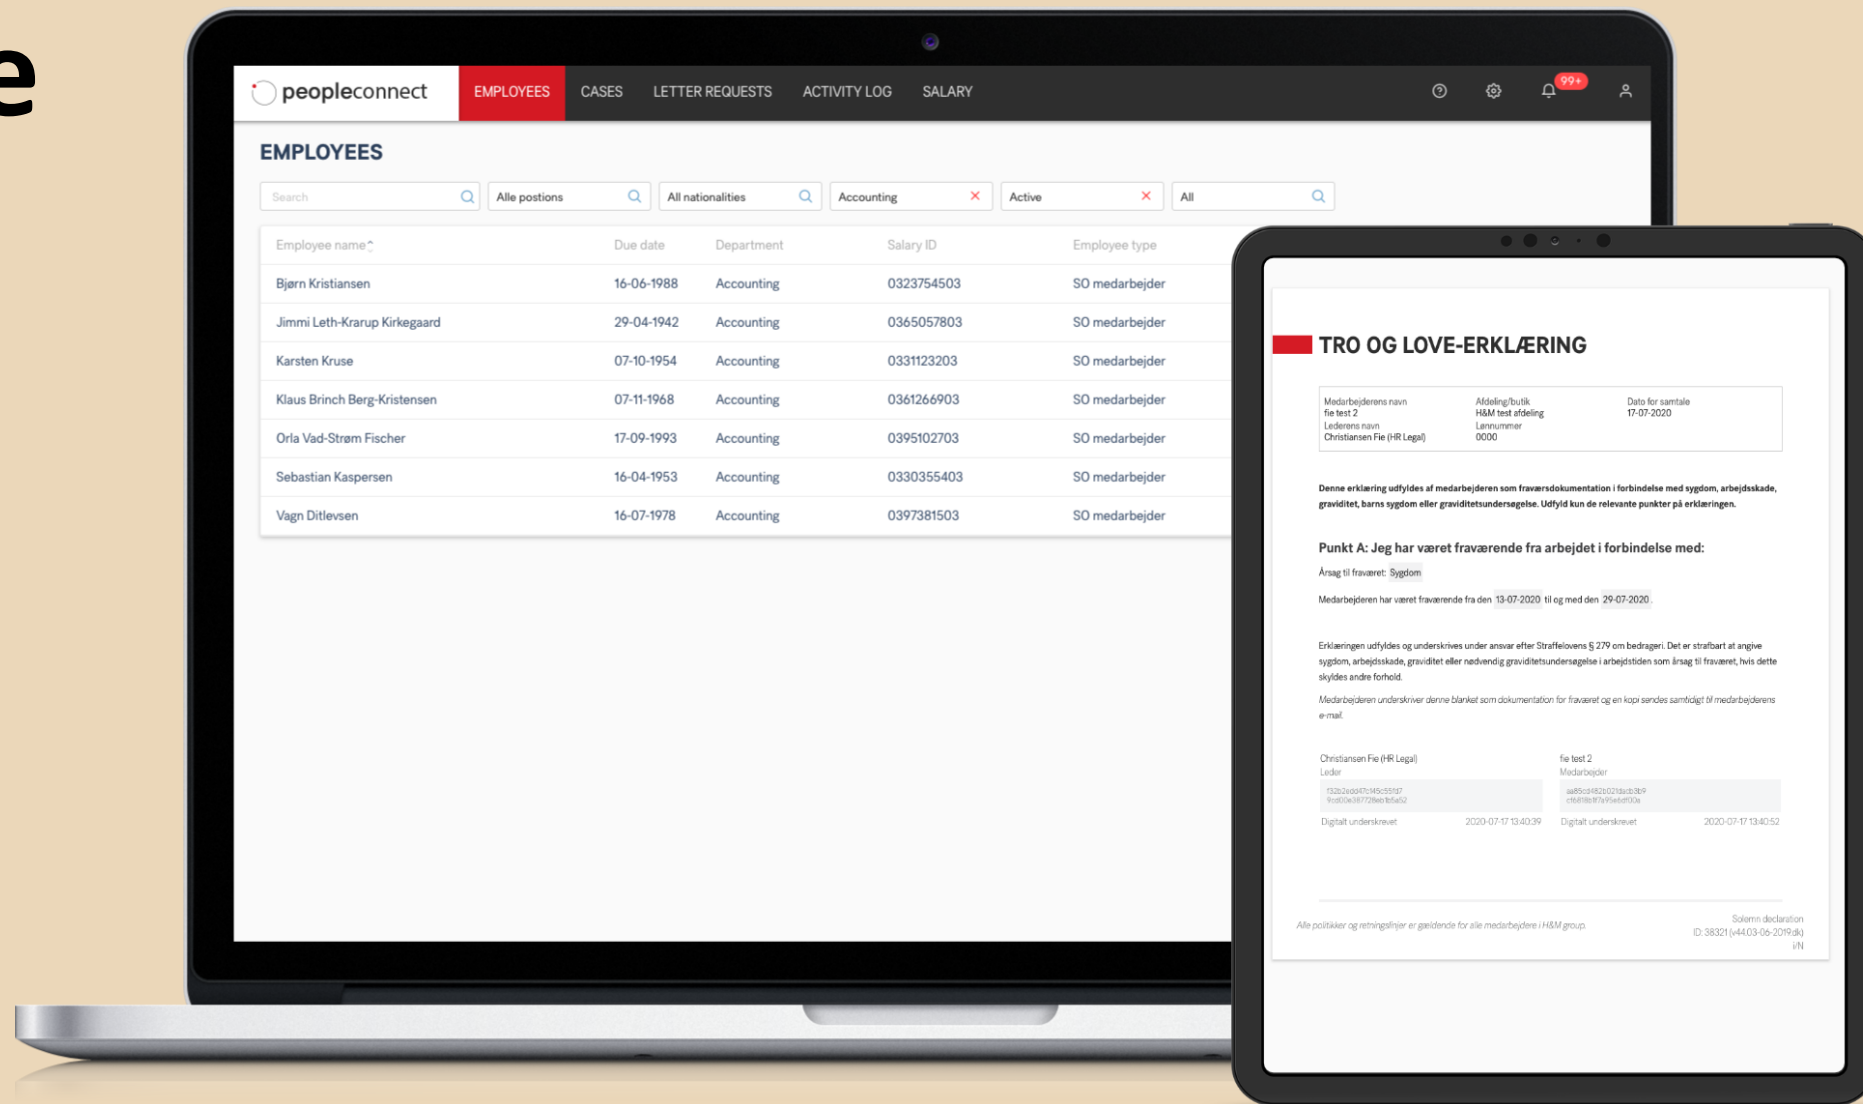 e
peopleconnect EMPLOYEES CASES LETTER REQUESTS ACTIVITY LOG SALARY 99+
EMPLOYEES
Search Alle postions All nationalities Accounting Active All
Employee name Due date Department Salary ID Employee type
Bjørn Kristiansen 16-06-1988 Accounting 0323754503 SO medarbejder
Jimmi Leth-Krarup Kirkegaard 29-04-1942 Accounting 0365057803 SO medarbejder
Karsten Kruse 07-10-1954 Accounting 0331123203 SO medarbejder
Klaus Brinch Berg-Kristensen 07-11-1968 Accounting 0361266903 SO medarbejder
Orla Vad-Strøm Fischer 17-09-1993 Accounting 0395102703 SO medarbejder
Sebastian Kaspersen 16-04-1953 Accounting 0330355403 SO medarbejder
Vagn Ditlevsen 16-07-1978 Accounting 0397381503 SO medarbejder
TRO OG LOVE-ERKLÆRING
Medarbejderens navn Afdeling/butik Dato for samtale
fie test 2 H&M test afdeling 17-07-2020
Lederens navn Lønnummer
Christiansen Fie (HR Legal) 0000
Denne erklæring udfyldes af medarbejderen som fraværsdokumentation i forbindelse med sygdom, arbejdsskade,
graviditet, barns sygdom eller graviditetsundersøgelse. Udfyld kun de relevante punkter på erklæringen.
Punkt A: Jeg har været fraværende fra arbejdet i forbindelse med:
Årsag til fraværet: Sygdom
Medarbejderen har været fraværende fra den 13-07-2020 til og med den 29-07-2020.
Erklæringen udfyldes og underskrives under ansvar efter Straffelovens § 279 om bedrageri. Det er strafbart at angive
sygdom, arbejdsskade, graviditet eller nødvendig graviditetsundersøgelse i arbejdstiden som årsag til fraværet, hvis dette
skyldes andre forhold.
Medarbejderen underskriver denne blanket som dokumentation for fraværet og en kopi sendes samtidigt til medarbejderens
e-mail.
Christiansen Fie (HR Legal) fie test 2
Leder Medarbejder
Digitalt underskrevet 2020-07-17 13:40:39 Digitalt underskrevet 2020-07-17 13:40:52
Alle politikker og retningslinjer er gældende for alle medarbejdere i H&M group.
Solemn declaration
ID: 38321 (v44.03-06-2019.dk)
i/N